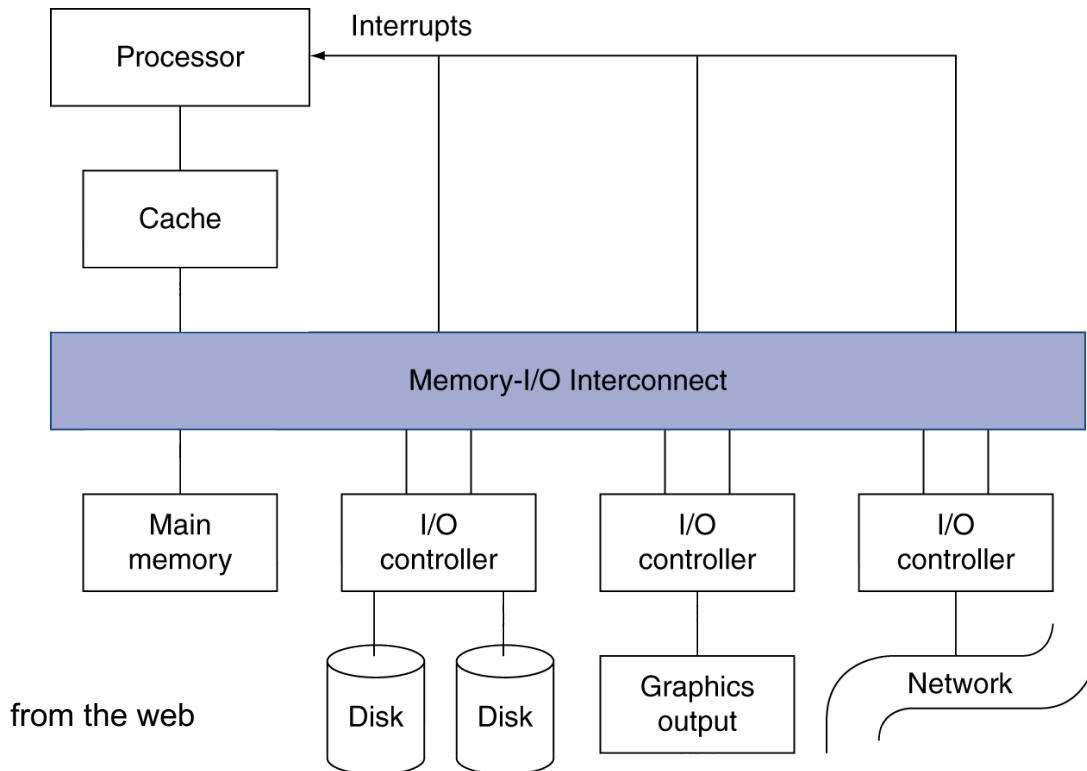 Interrupts
Processor
Cache
Memory-I/O Interconnect
Main
memory
I/O
controller
I/O
controller
I/O
controller
Disk
Disk
Graphics
output
Network
from the web